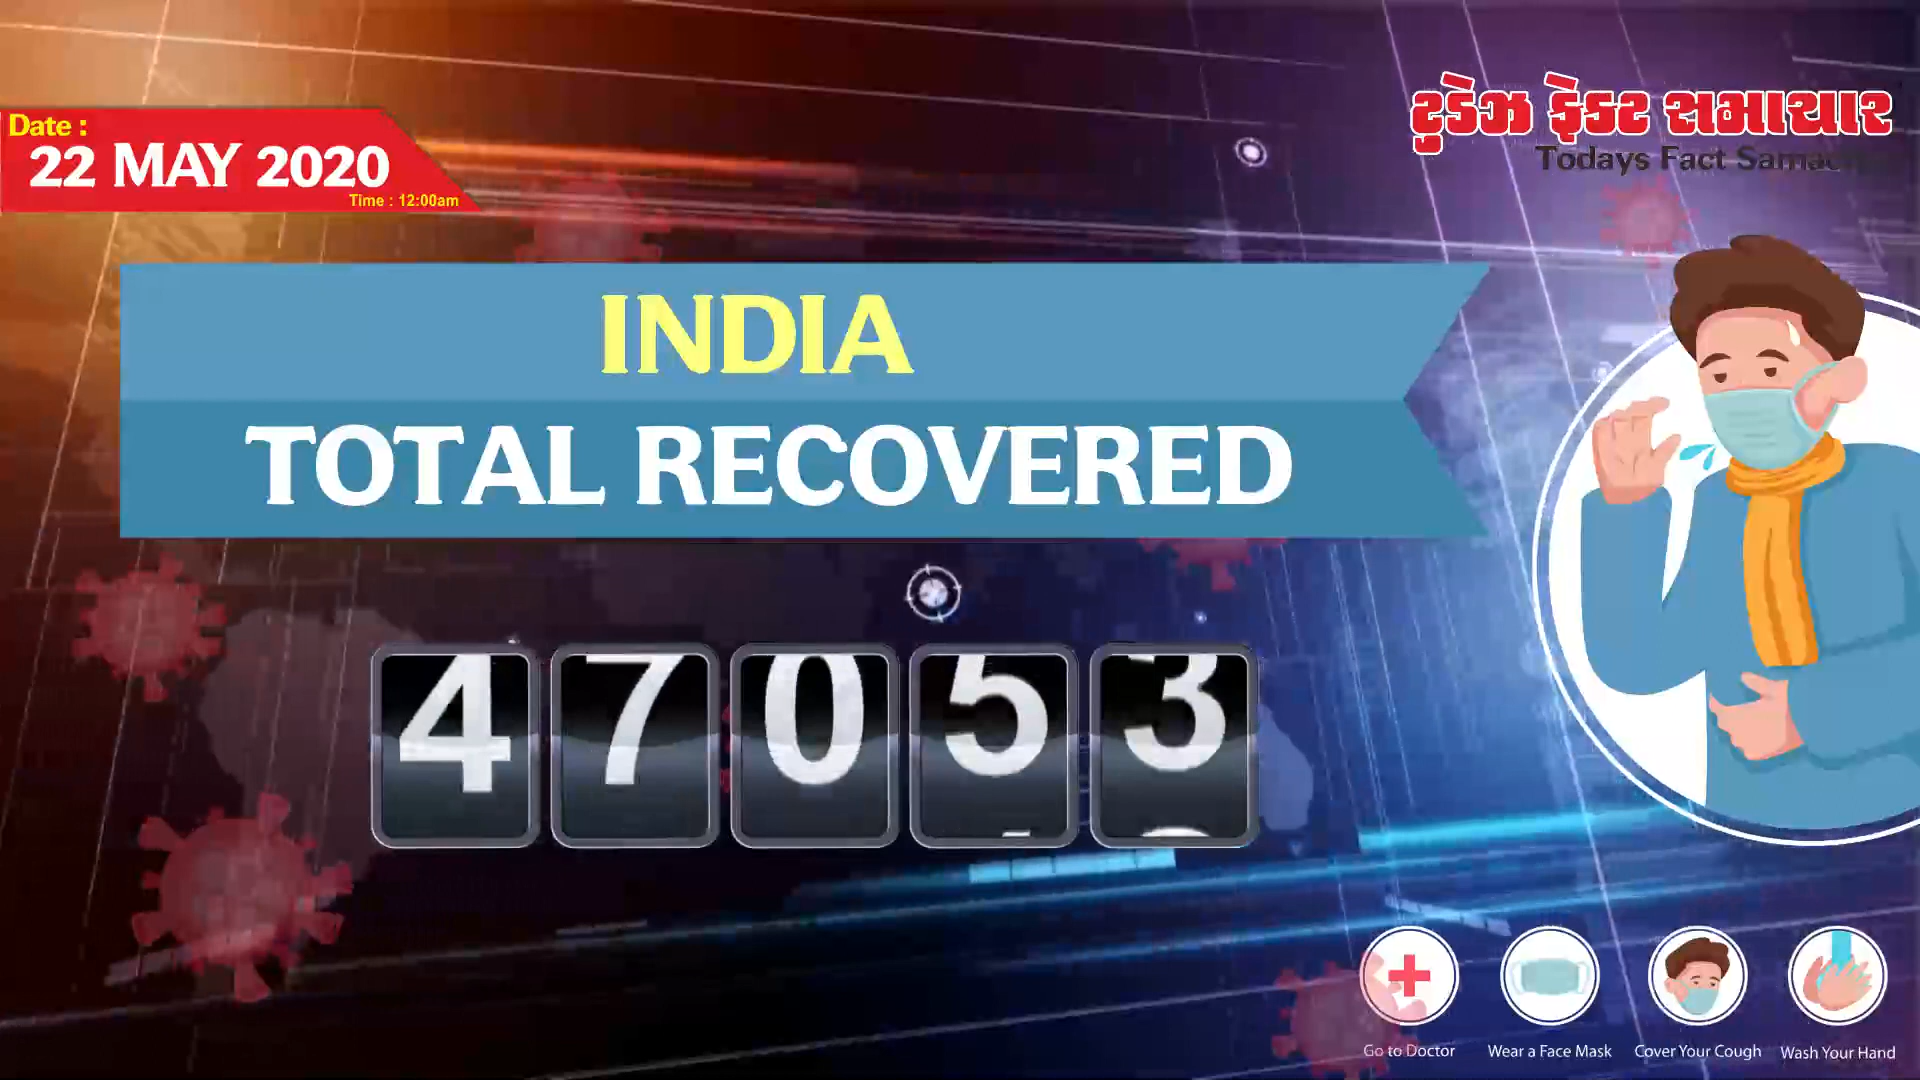 Date :
22 MAY 2020
Time : 12:00am
ટુડેઝ ફેકટ સમાચાર
Todays Fact
INDIA
TOTAL RECOVERED
47053
Go to Doctor
Wear a Face Mask
Cover Your Cough
Wash Your Hand